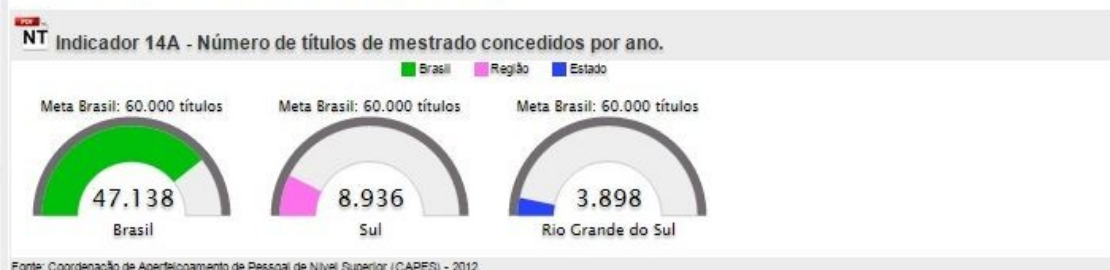 PDF
NT Indicador 14A - Número de títulos de mestrado concedidos por ano.
Brasil Região Estado
Meta Brasil: 60.000 títulos Meta Brasil: 60.000 títulos Meta Brasil: 60.000 títulos
47.138 8.936 3.898
Brasil Sul Rio Grande do Sul
Fonte: Coordenação de Aperfeiçoamento de Pessoal de Nível Superior (CAPES) - 2012